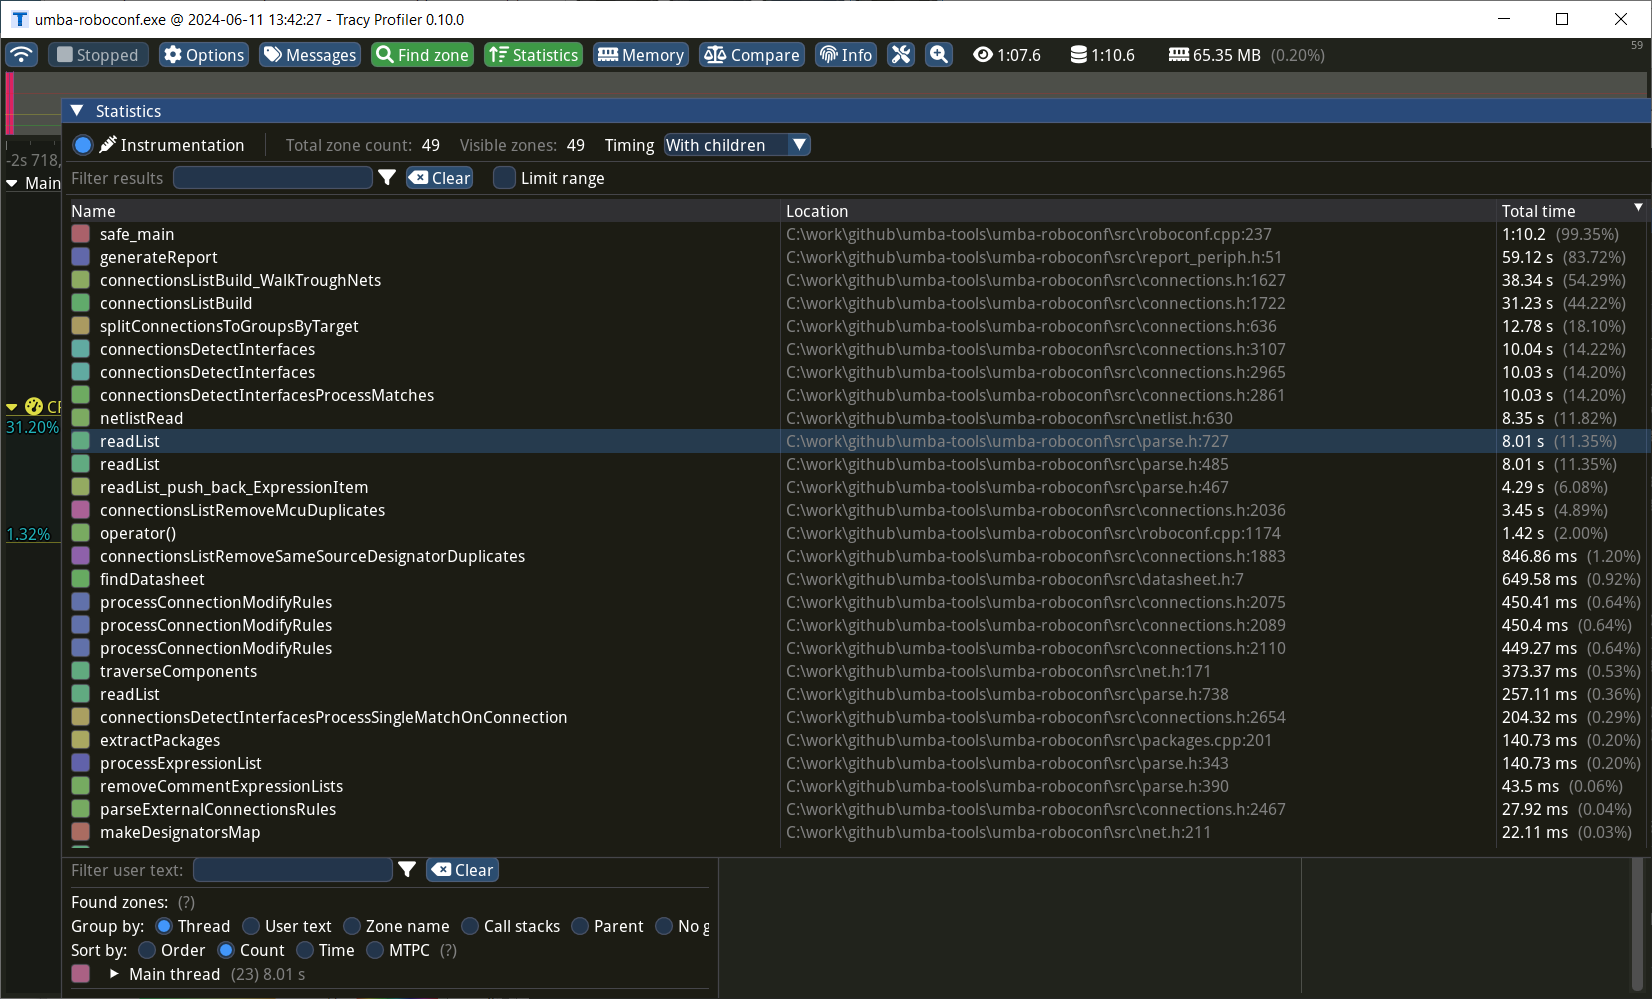 umba-roboconf.exe @ 2024-06-11 13:42:27 - Tracy Profiler 0.10.0
Stopped Options Messages Find zone Statistics Memory Compare Info 1:07.6 1:10.6 65.35 MB (0.20%) 59
Statistics
Instrumentation Total zone count: 49 Visible zones: 49 Timing With children
-2s 718,
Filter results Clear Limit range
Main
Name Location Total time
safe_main C:\work\github\umba-tools\umba-roboconf\src\roboconf.cpp:237 1:10.2 (99.35%)
generateReport C:\work\github\umba-tools\umba-roboconf\src\report_periph.h:51 59.12 s (83.72%)
connectionsListBuild_WalkTroughNets C:\work\github\umba-tools\umba-roboconf\src\connections.h:1627 38.34 s (54.29%)
connectionsListBuild C:\work\github\umba-tools\umba-roboconf\src\connections.h:1722 31.23 s (44.22%)
splitConnectionsToGroupsByTarget C:\work\github\umba-tools\umba-roboconf\src\connections.h:636 12.78 s (18.10%)
connectionsDetectInterfaces C:\work\github\umba-tools\umba-roboconf\src\connections.h:3107 10.04 s (14.22%)
connectionsDetectInterfaces C:\work\github\umba-tools\umba-roboconf\src\connections.h:2965 10.03 s (14.20%)
connectionsDetectInterfacesProcessMatches C:\work\github\umba-tools\umba-roboconf\src\connections.h:2861 10.03 s (14.20%)
netlistRead C:\work\github\umba-tools\umba-roboconf\src\netlist.h:630 8.35 s (11.82%)
31.20%
readList C:\work\github\umba-tools\umba-roboconf\src\parse.h:727 8.01 s (11.35%)
readList C:\work\github\umba-tools\umba-roboconf\src\parse.h:485 8.01 s (11.35%)
readList_push_back_ExpressionItem C:\work\github\umba-tools\umba-roboconf\src\parse.h:467 4.29 s (6.08%)
connectionsListRemoveMcuDuplicates C:\work\github\umba-tools\umba-roboconf\src\connections.h:2036 3.45 s (4.89%)
1.32%
operator() C:\work\github\umba-tools\umba-roboconf\src\roboconf.cpp:1174 1.42 s (2.00%)
connectionsListRemoveSameSourceDesignatorDuplicates C:\work\github\umba-tools\umba-roboconf\src\connections.h:1883 846.86 ms (1.20%)
findDatasheet C:\work\github\umba-tools\umba-roboconf\src\datasheet.h:7 649.58 ms (0.92%)
processConnectionModifyRules C:\work\github\umba-tools\umba-roboconf\src\connections.h:2075 450.41 ms (0.64%)
processConnectionModifyRules C:\work\github\umba-tools\umba-roboconf\src\connections.h:2089 450.4 ms (0.64%)
processConnectionModifyRules C:\work\github\umba-tools\umba-roboconf\src\connections.h:2110 449.27 ms (0.64%)
traverseComponents C:\work\github\umba-tools\umba-roboconf\src\net.h:171 373.37 ms (0.53%)
readList C:\work\github\umba-tools\umba-roboconf\src\parse.h:738 257.11 ms (0.36%)
connectionsDetectInterfacesProcessSingleMatchOnConnection C:\work\github\umba-tools\umba-roboconf\src\connections.h:2654 204.32 ms (0.29%)
extractPackages C:\work\github\umba-tools\umba-roboconf\src\packages.cpp:201 140.73 ms (0.20%)
processExpressionList C:\work\github\umba-tools\umba-roboconf\src\parse.h:343 140.73 ms (0.20%)
removeCommentExpressionLists C:\work\github\umba-tools\umba-roboconf\src\parse.h:390 43.5 ms (0.06%)
parseExternalConnectionsRules C:\work\github\umba-tools\umba-roboconf\src\connections.h:2467 27.92 ms (0.04%)
makeDesignatorsMap C:\work\github\umba-tools\umba-roboconf\src\net.h:211 22.11 ms (0.03%)
Filter user text: Clear
Found zones: (?)
Group by: Thread User text Zone name Call stacks Parent No g
Sort by: Order Count Time MTPC (?)
Main thread (23) 8.01 s